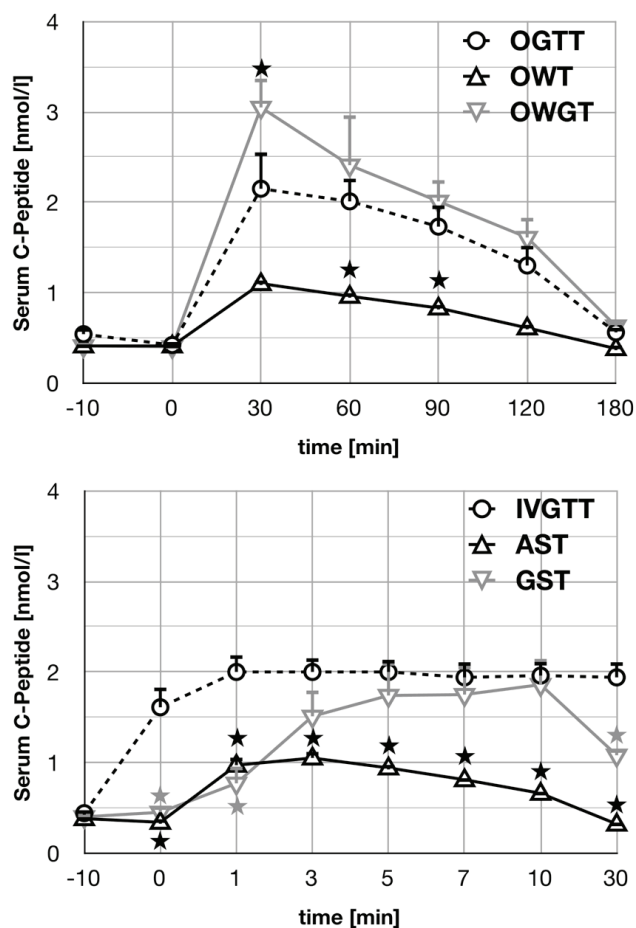 4
OGTT
OWT
3
OWGT
Serum C-Peptide [nmol/l]
2
1
0
-10 0 30 60 90 120 180
time [min]
4
IVGTT
AST
3
GST
Serum C-Peptide [nmol/l]
2
1
0
-10 0 1 3 5 7 10 30
time [min]